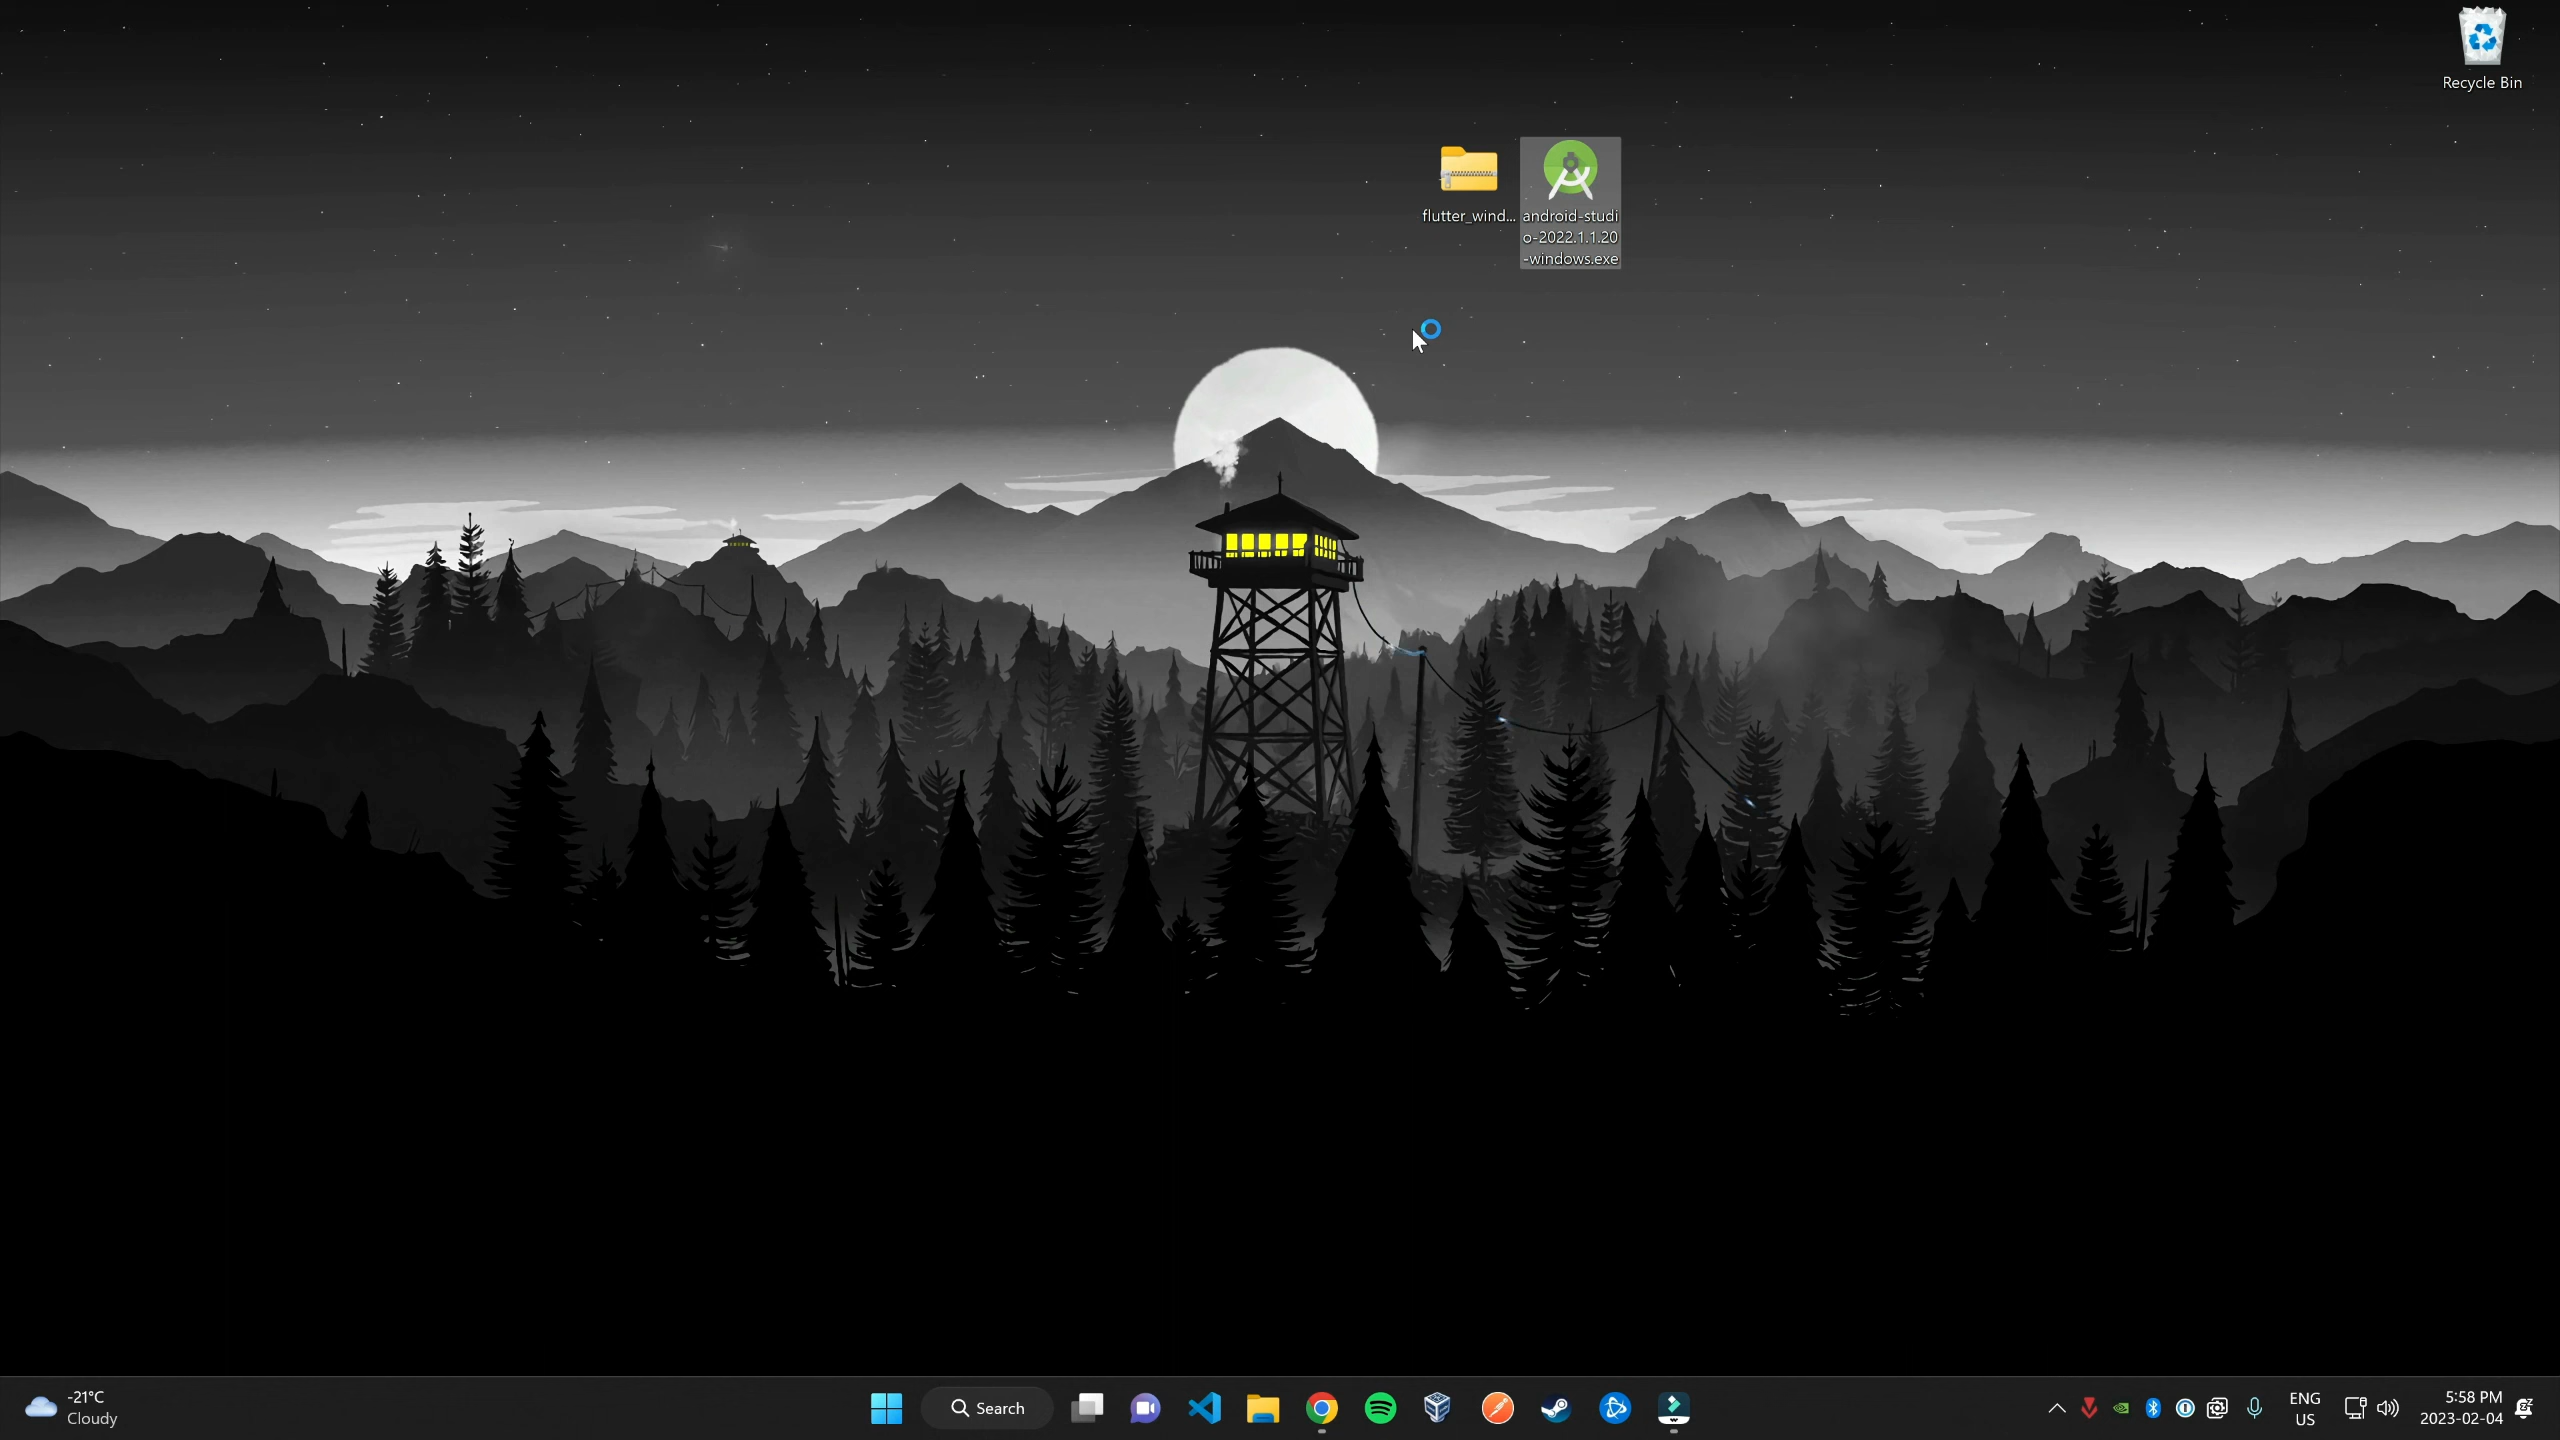 Recycle Bin
flutter_wind...
android-studi
o-2022.1.1.20
-windows.exe
-21°C
Cloudy
Search
ENG
US
5:58 PM
2023-02-04